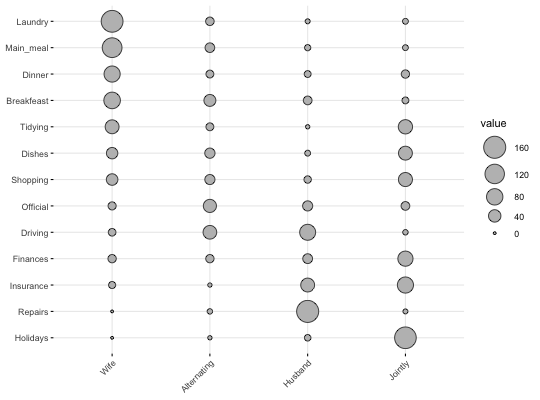 Laundry
Main_meal
Dinner
Breakfeast
Tidying
Dishes
Shopping
Official
Driving
Finances
Insurance
Repairs
Holidays
Wife
Alternating
Husband
Jointly
value
160
120
80
40
0